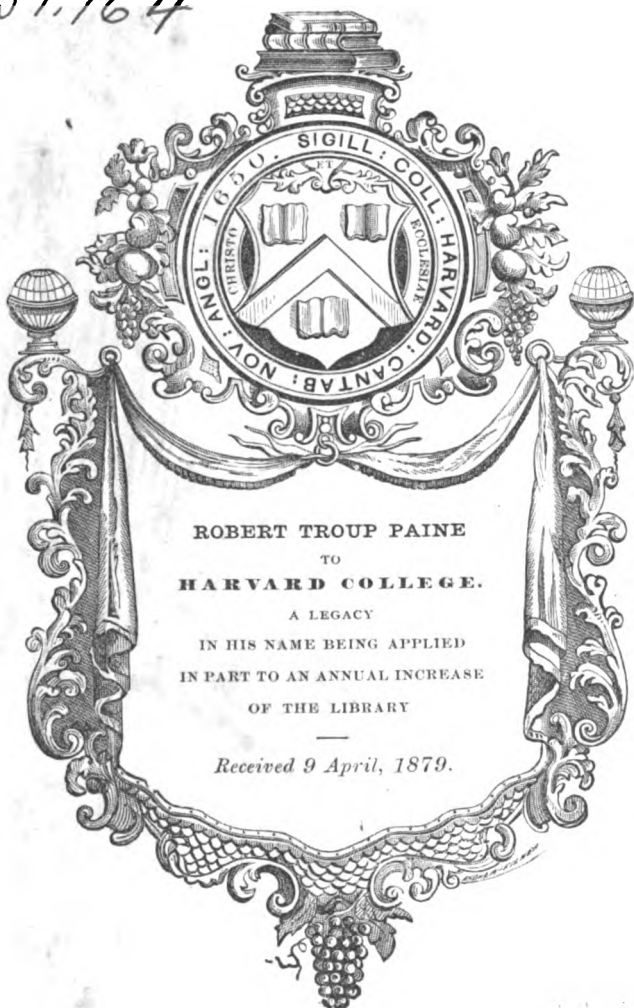 SIGILL: COLL: HARVARD: CANTAB: NOV: ANGL: 1650.
ET
CHRISTO
ECCLESIAE
ROBERT TROUP PAINE
TO
HARVARD COLLEGE.
A LEGACY
IN HIS NAME BEING APPLIED
IN PART TO AN ANNUAL INCREASE
OF THE LIBRARY
Received 9 April, 1879.